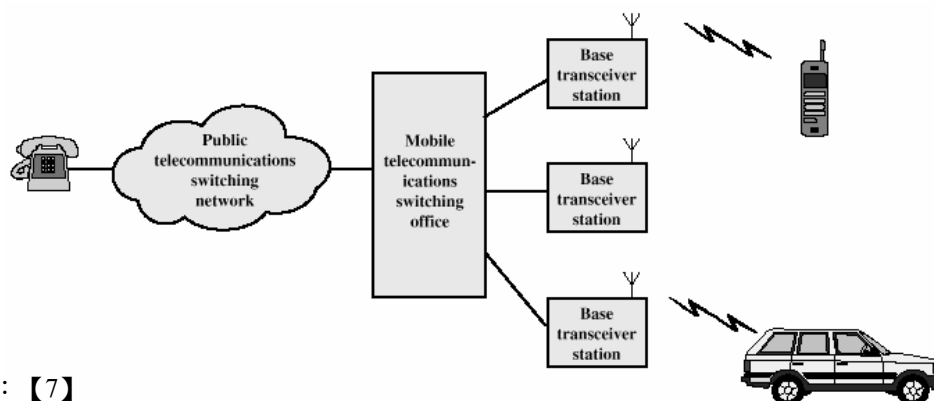 Public
telecommunications
switching
network
Mobile
telecommun-
ications
switching
office
Base
transceiver
station
Base
transceiver
station
Base
transceiver
station
: 【7】